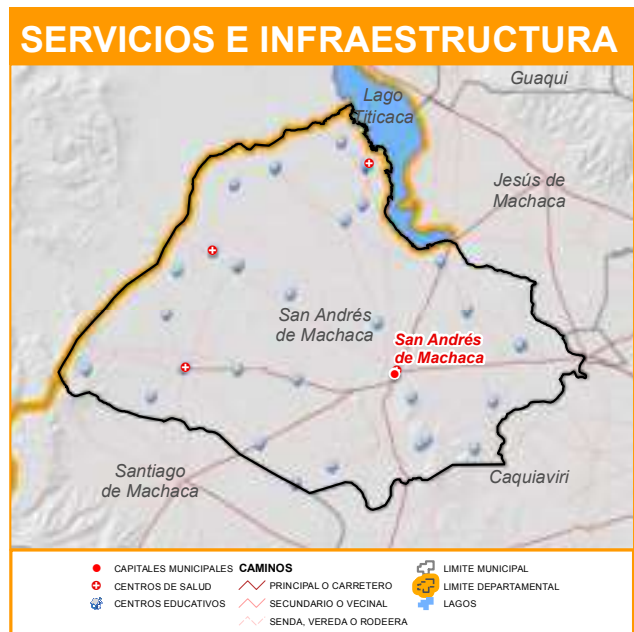 SERVICIOS E INFRAESTRUCTURA
Guaqui
Lago
Titicaca
Jesús de
Machaca
San Andrés
de Machaca
San Andrés
de Machaca
Santiago
de Machaca
Caquiaviri
CAPITALES MUNICIPALES
CENTROS DE SALUD
CENTROS EDUCATIVOS
CAMINOS
PRINCIPAL O CARRETERO
SECUNDARIO O VECINAL
SENDA, VEREDA O RODEERA
LIMITE MUNICIPAL
LIMITE DEPARTAMENTAL
LAGOS